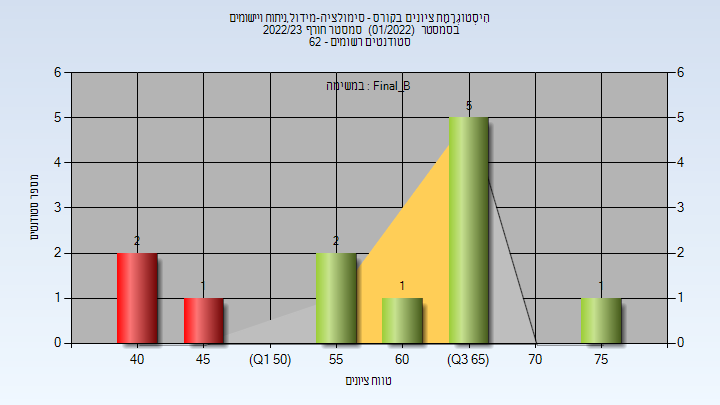 היסטוגרמת ציונים בקורס - סימולציה-מידול,ניתוח ויישומים
בסמסטר (01/2022) סמסטר חורף 2022/23
סטודנטים רשומים - 62
במשימה : Final_B
מספר סטודנטים
6 6
5 5
4 4
3 3
2 2
1 1
0 0
2 1 2 1 5 1
40 45 (Q1 50) 55 60 (Q3 65) 70 75
טווח ציונים